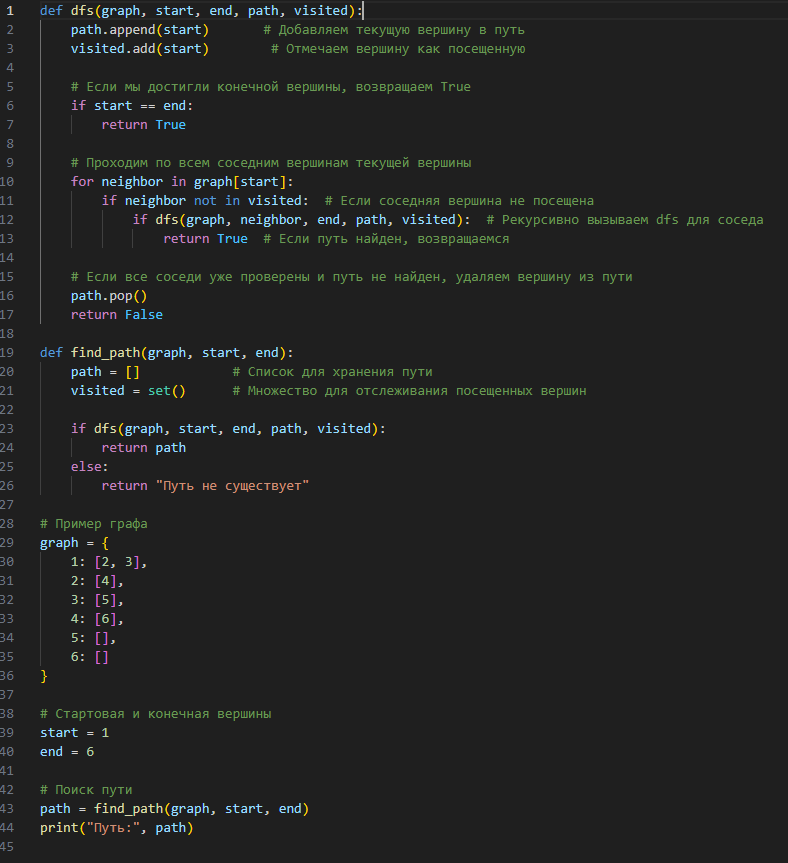 1 def dfs(graph, start, end, path, visited):
2     path.append(start)       # Добавляем текущую вершину в путь
3     visited.add(start)        # Отмечаем вершину как посещенную
4
5     # Если мы достигли конечной вершины, возвращаем True
6     if start == end:
7         return True
8
9     # Проходим по всем соседним вершинам текущей вершины
10     for neighbor in graph[start]:
11         if neighbor not in visited:  # Если соседняя вершина не посещена
12             if dfs(graph, neighbor, end, path, visited):  # Рекурсивно вызываем dfs для соседа
13                 return True  # Если путь найден, возвращаемся
14
15     # Если все соседи уже проверены и путь не найден, удаляем вершину из пути
16     path.pop()
17     return False
18
19 def find_path(graph, start, end):
20     path = []            # Список для хранения пути
21     visited = set()      # Множество для отслеживания посещенных вершин
22
23     if dfs(graph, start, end, path, visited):
24         return path
25     else:
26         return "Путь не существует"
27
28 # Пример графа
29 graph = {
30     1: [2, 3],
31     2: [4],
32     3: [5],
33     4: [6],
34     5: [],
35     6: []
36 }
37
38 # Стартовая и конечная вершины
39 start = 1
40 end = 6
41
42 # Поиск пути
43 path = find_path(graph, start, end)
44 print("Путь:", path)
45